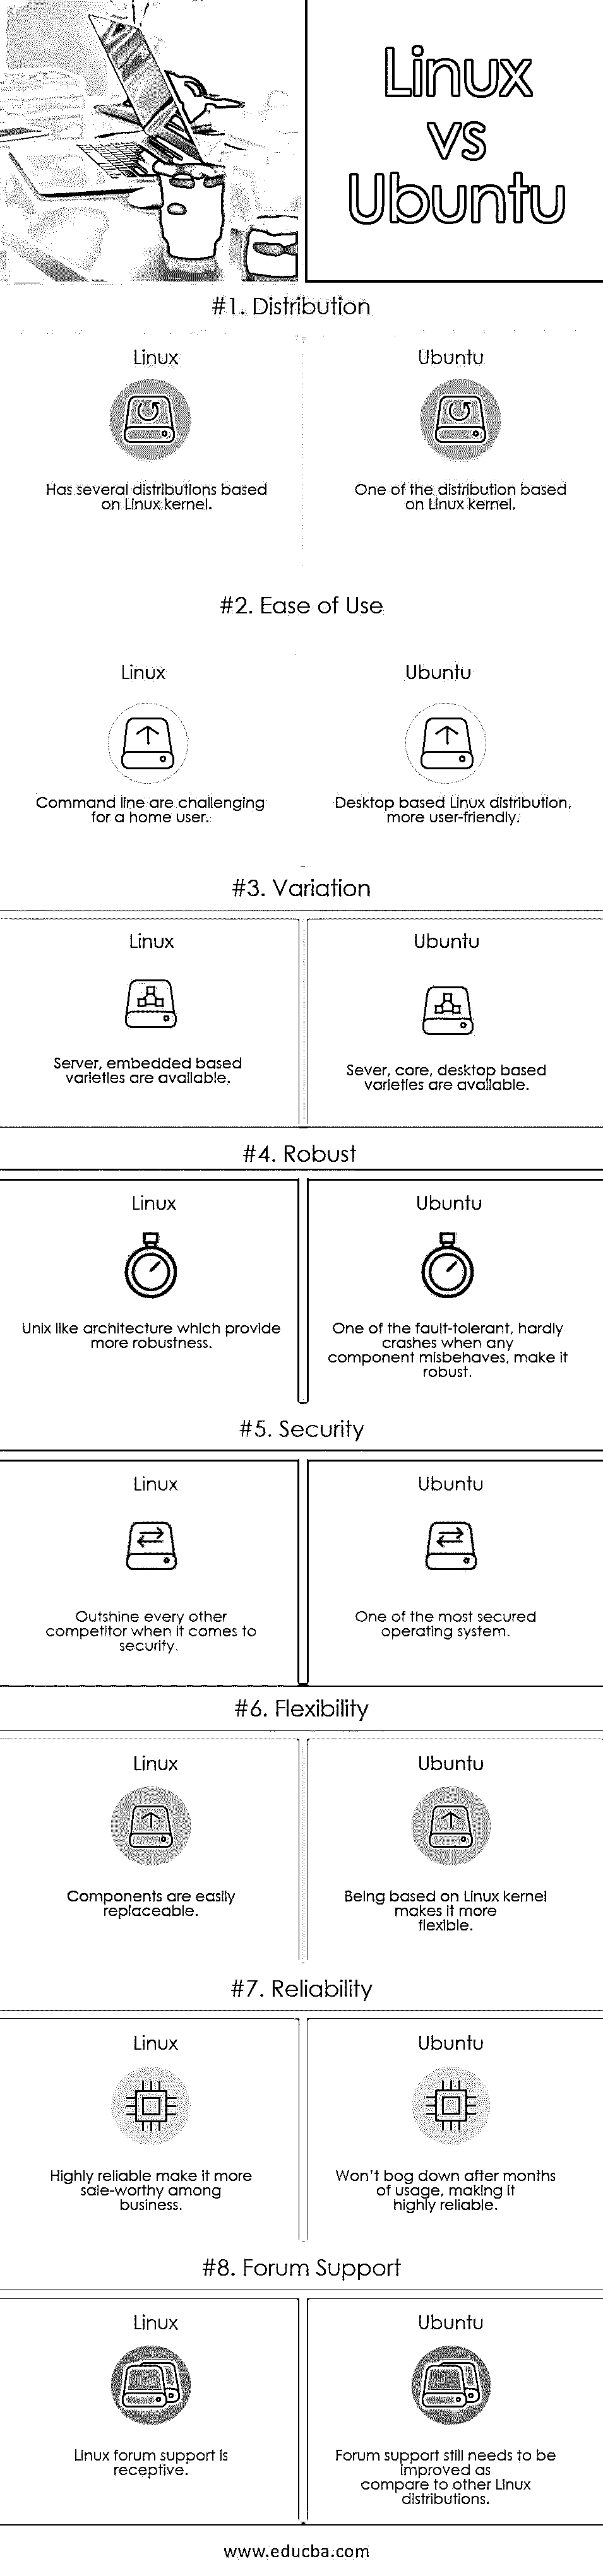 Linux
vs
Ubuntu
#1. Distribution
Linux
Has several distributions based
on Linux kernel.
Ubuntu
One of the distribution based
on Linux kernel.
#2. Ease of Use
Linux
Command line are challenging
for a home user.
Ubuntu
Desktop based Linux distribution,
more user-friendly.
#3. Variation
Linux
Server, embedded based
varieties are available.
Ubuntu
Sever, core, desktop based
varieties are available.
#4. Robust
Linux
Unix like architecture which provide
more robustness.
Ubuntu
One of the fault-tolerant, hardly
crashes when any
component misbehaves, make it
robust.
#5. Security
Linux
Outshine every other
competitor when it comes to
security.
Ubuntu
One of the most secured
operating system.
#6. Flexibility
Linux
Components are easily
replaceable.
Ubuntu
Being based on Linux kernel
makes it more
flexible.
#7. Reliability
Linux
Highly reliable make it more
sale-worthy among
business.
Ubuntu
Won't bog down after months
of usage, making it
highly reliable.
#8. Forum Support
Linux
Linux forum support is
receptive.
Ubuntu
Forum support still needs to be
improved as
compare to other Linux
distributions.
www.educba.com